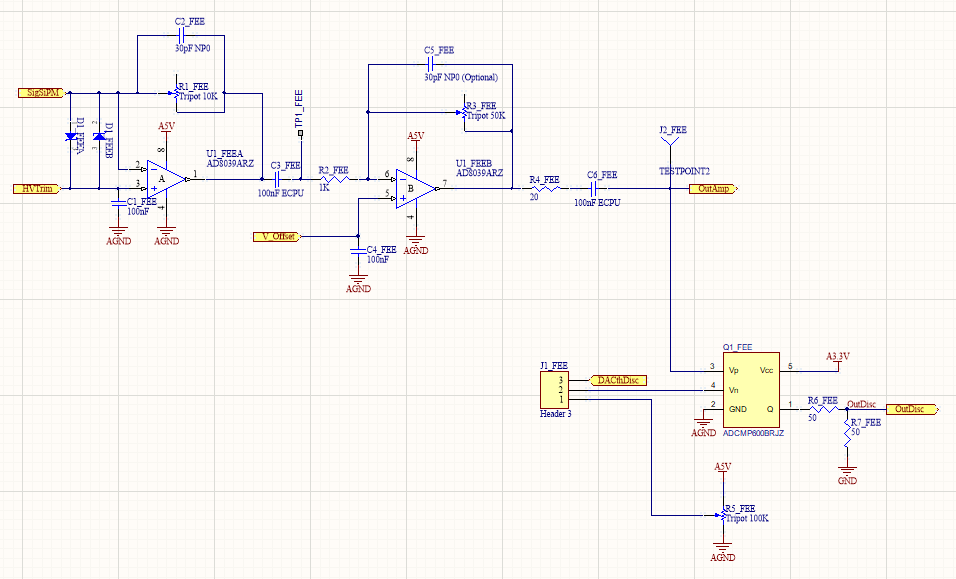 C2_FEE
30pF NP0
SigSiPM
R1_FEE
Tripot 10K
D1_FEEA
D1_FEEB
2
3
A5V
8
2
3
A
1
4
U1_FEEA
AD8039ARZ
HVTrim
C1_FEE
100nF
AGND
AGND
TP1_FEE
C3_FEE
100nF ECPU
R2_FEE
1K
C5_FEE
30pF NP0 (Optional)
R3_FEE
Tripot 50K
A5V
8
6
5
B
7
4
U1_FEEB
AD8039ARZ
AGND
V_Offset
C4_FEE
100nF
AGND
R4_FEE
20
C6_FEE
100nF ECPU
J2_FEE
TESTPOINT2
OutAmp
J1_FEE
3
2
1
Header 3
DACthDisc
Q1_FEE
3
Vp
Vcc
5
A3.3V
4
Vn
2
GND
Q
1
ADCMP600BRJZ
AGND
R6_FEE
50
OutDisc
OutDisc
R7_FEE
50
GND
A5V
R5_FEE
Tripot 100K
AGND